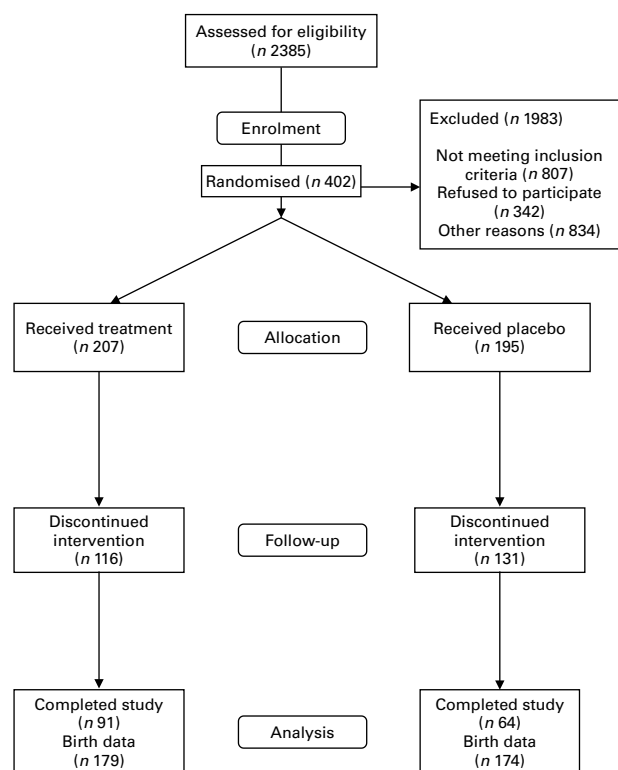 Assessed for eligibility
(n 2385)
Enrolment
Excluded (n 1983)
Not meeting inclusion
criteria (n 807)
Refused to participate
(n 342)
Other reasons (n 834)
Randomised (n 402)
Received treatment
(n 207)
Allocation
Received placebo
(n 195)
Discontinued
intervention
(n 116)
Follow-up
Discontinued
intervention
(n 131)
Completed study
(n 91)
Birth data
(n 179)
Analysis
Completed study
(n 64)
Birth data
(n 174)